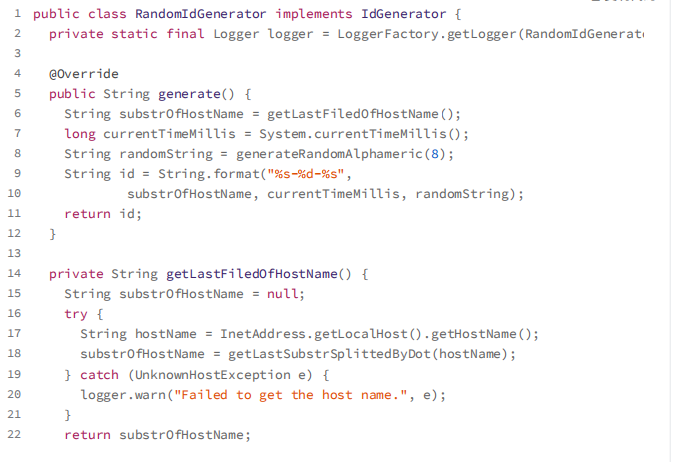 1 public class RandomIdGenerator implements IdGenerator {
2   private static final Logger logger = LoggerFactory.getLogger(RandomIdGenerat
3
4   @Override
5   public String generate() {
6     String substrOfHostName = getLastFiledOfHostName();
7     long currentTimeMillis = System.currentTimeMillis();
8     String randomString = generateRandomAlphameric(8);
9     String id = String.format("%s-%d-%s",
10             substrOfHostName, currentTimeMillis, randomString);
11     return id;
12   }
13
14   private String getLastFiledOfHostName() {
15     String substrOfHostName = null;
16     try {
17       String hostName = InetAddress.getLocalHost().getHostName();
18       substrOfHostName = getLastSubstrSplittedByDot(hostName);
19     } catch (UnknownHostException e) {
20       logger.warn("Failed to get the host name.", e);
21     }
22     return substrOfHostName;